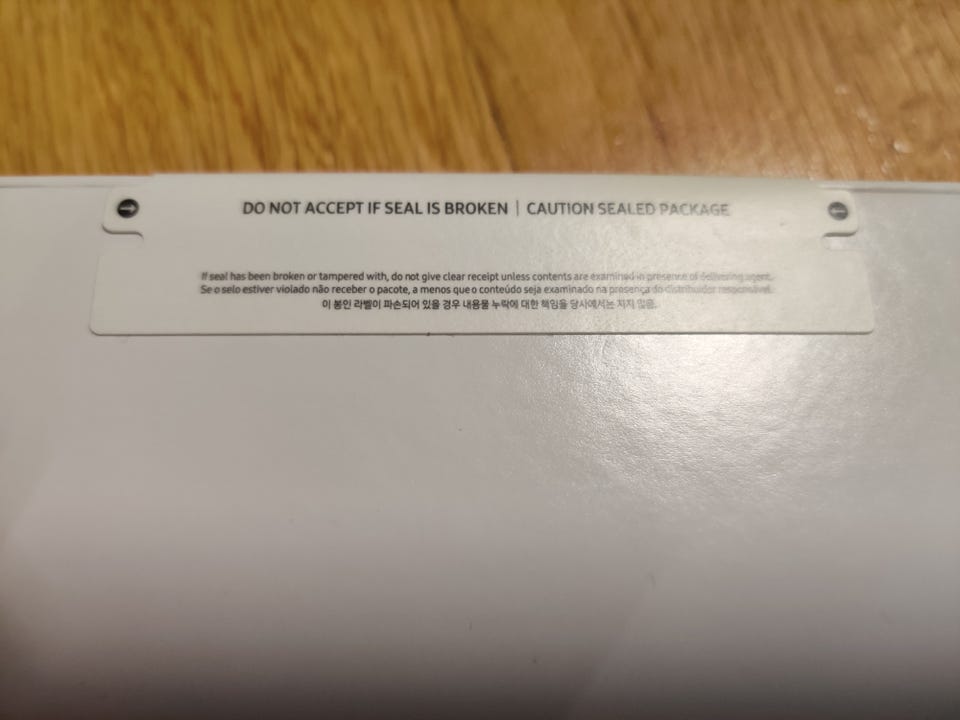 DO NOT ACCEPT IF SEAL IS BROKEN | CAUTION SEALED PACKAGE
If seal has been broken or tampered with, do not give clear receipt unless contents are examined in presence of delivering agent.
Se o selo estiver violado não receber o pacote, a menos que o conteúdo seja examinado na presença do distribuidor responsável.
이 봉인 라벨이 파손되어 있을 경우 내용물 누락에 대한 책임을 당사에서는 지지 않음.